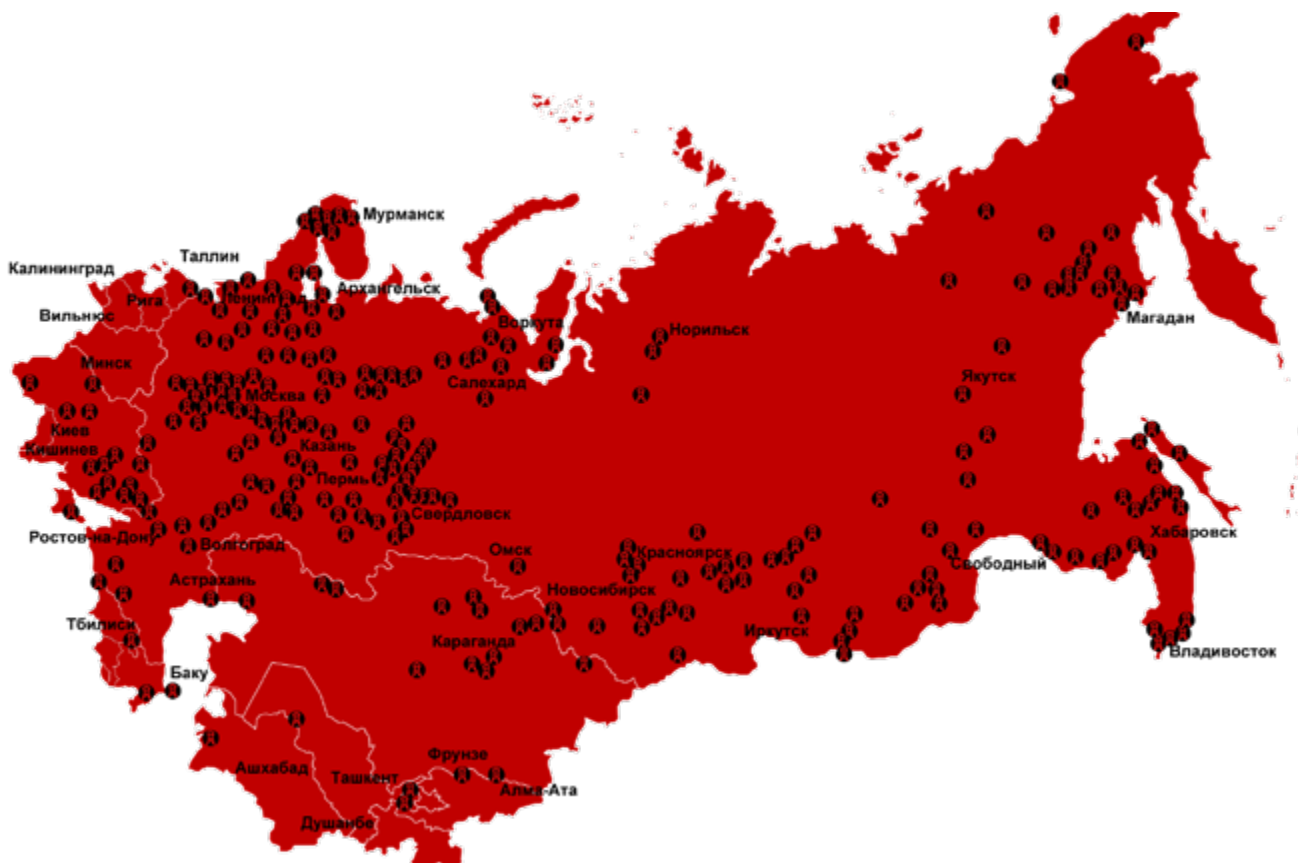 Мурманск
Таллин
Калининград
Архангельск
Рига
Ленинград
Вильнюс
Воркута
Норильск
Магадан
Минск
Салехард
Якутск
Москва
Киев
Казань
Кишинев
Пермь
Свердловск
Хабаровск
Ростов-на-Дону
Волгоград
Омск
Красноярск
Свободный
Астрахань
Новосибирск
Тбилиси
Иркутск
Караганда
Владивосток
Баку
Фрунзе
Ашхабад
Ташкент
Алма-Ата
Душанбе